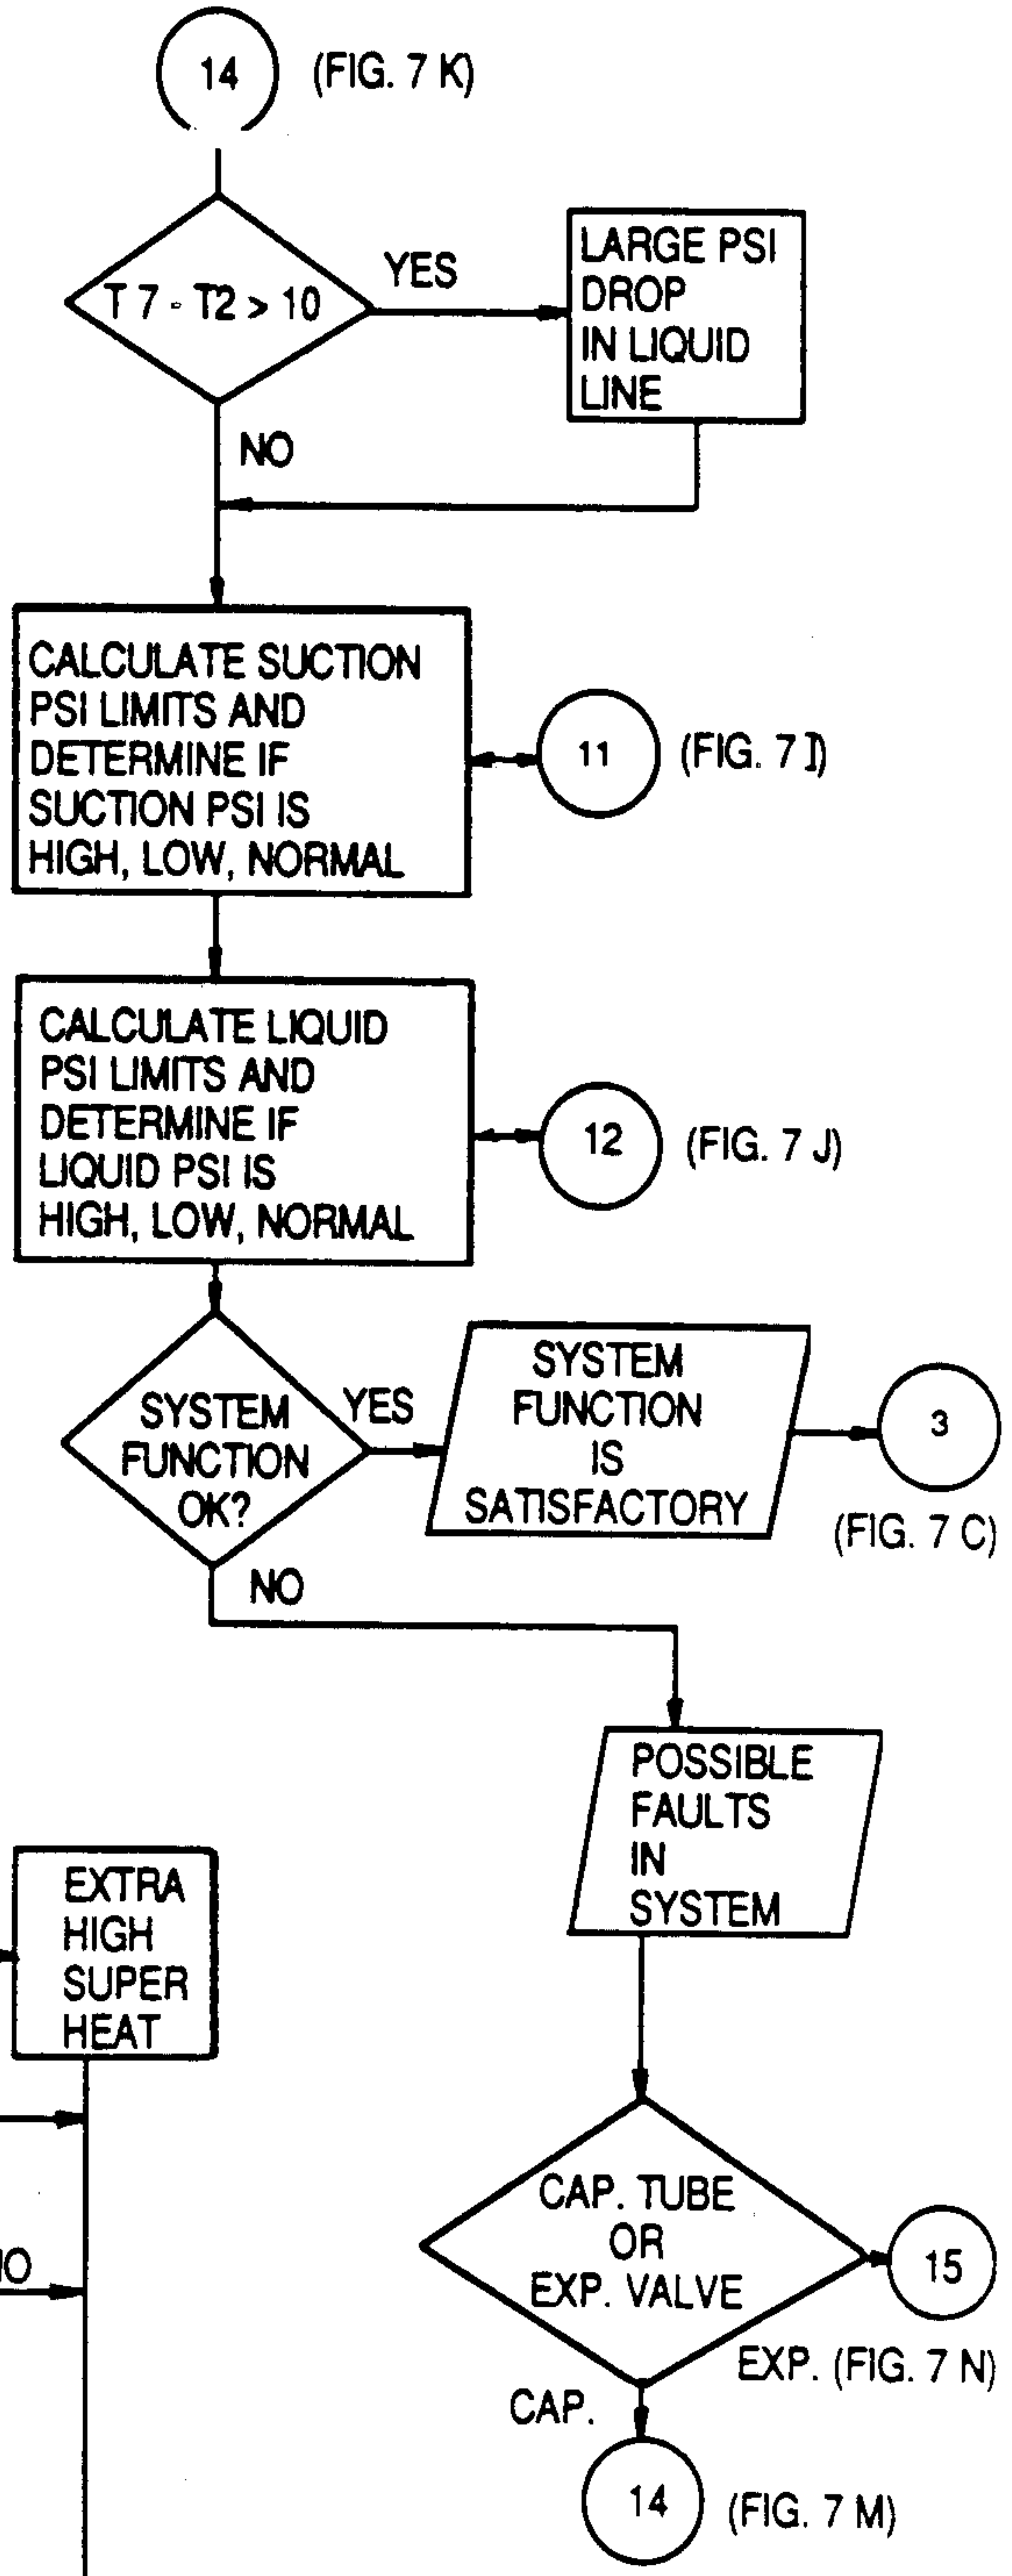 14 (FIG. 7 K)
T 7 - T2 > 10
YES
LARGE PSI
DROP
IN LIQUID
LINE
NO
CALCULATE SUCTION
PSI LIMITS AND
DETERMINE IF
SUCTION PSI IS
HIGH, LOW, NORMAL
11 (FIG. 7 I)
CALCULATE LIQUID
PSI LIMITS AND
DETERMINE IF
LIQUID PSI IS
HIGH, LOW, NORMAL
12 (FIG. 7 J)
SYSTEM
FUNCTION
OK?
YES
SYSTEM
FUNCTION
IS
SATISFACTORY
3
(FIG. 7 C)
NO
POSSIBLE
FAULTS
IN
SYSTEM
EXTRA
HIGH
SUPER
HEAT
CAP. TUBE
OR
EXP. VALVE
15
EXP. (FIG. 7 N)
CAP.
14 (FIG. 7 M)